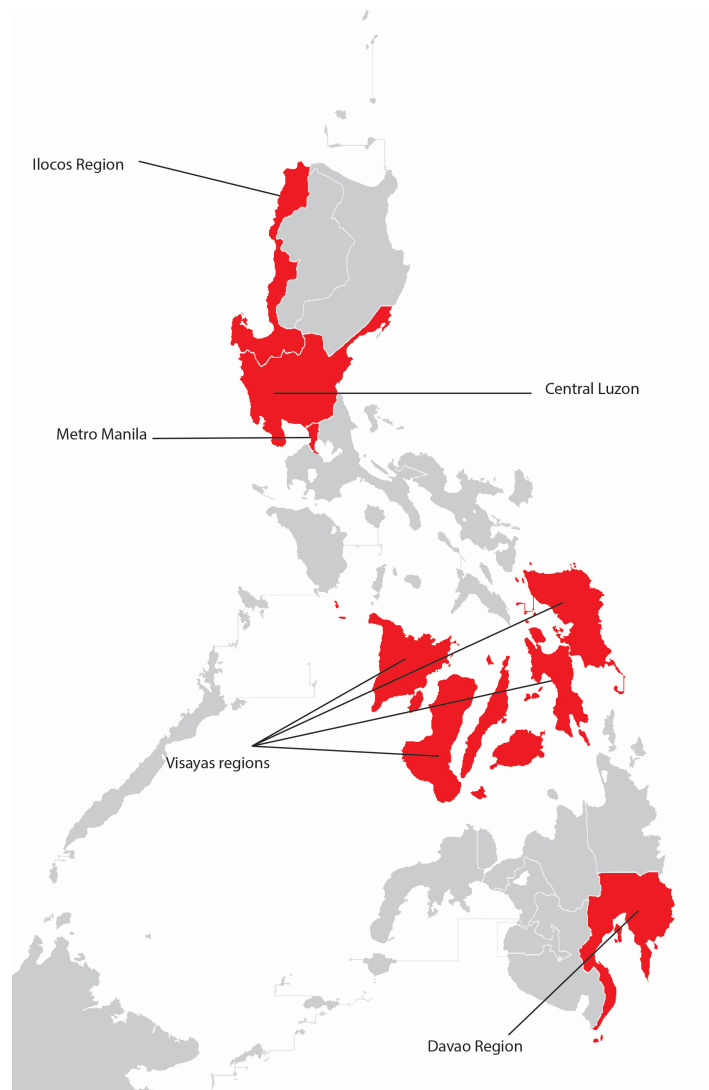 Ilocos Region
Central Luzon
Metro Manila
Visayas regions
Davao Region